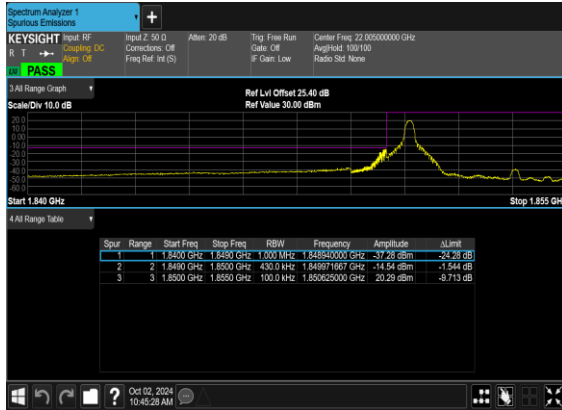 Spectrum Analyzer 1
Spurious Emissions
+
KEYSIGHT Input: RF Input Z: 50 Ω Atten: 20 dB Trig: Free Run Center Freq: 22.005000000 GHz
R T Coupling: DC Corrections: Off Gate: Off Avg|Hold: 100/100
Align: Off Freq Ref: Int (S) IF Gain: Low Radio Std: None
PASS
3 All Range Graph
Ref Lvl Offset 25.40 dB
Scale/Div 10.0 dB Ref Value 30.00 dBm
20.0
10.0
0.00
-10.0
-20.0
-30.0
-40.0
-50.0
-60.0
Start 1.840 GHz Stop 1.855 GH
4 All Range Table
Spur Range Start Freq Stop Freq RBW Frequency Amplitude ΔLimit
1 1 1.8400 GHz 1.8490 GHz 1.000 MHz 1.848940000 GHz -37.28 dBm -24.28 dB
2 2 1.8490 GHz 1.8500 GHz 430.0 kHz 1.849971667 GHz -14.54 dBm -1.544 dB
3 3 1.8500 GHz 1.8550 GHz 100.0 kHz 1.850625000 GHz 20.29 dBm -9.713 dB
? Oct 02, 2024
10:45:28 AM